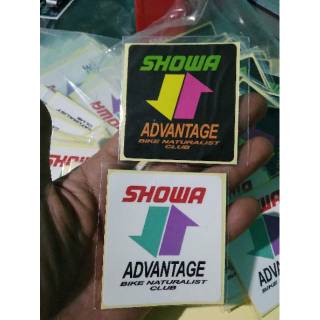 SHOWA
ADVANTAGE
BIKE NATURALIST
CLUB
SHOWA
ADVANTAGE
BIKE NATURALIST
CLUB